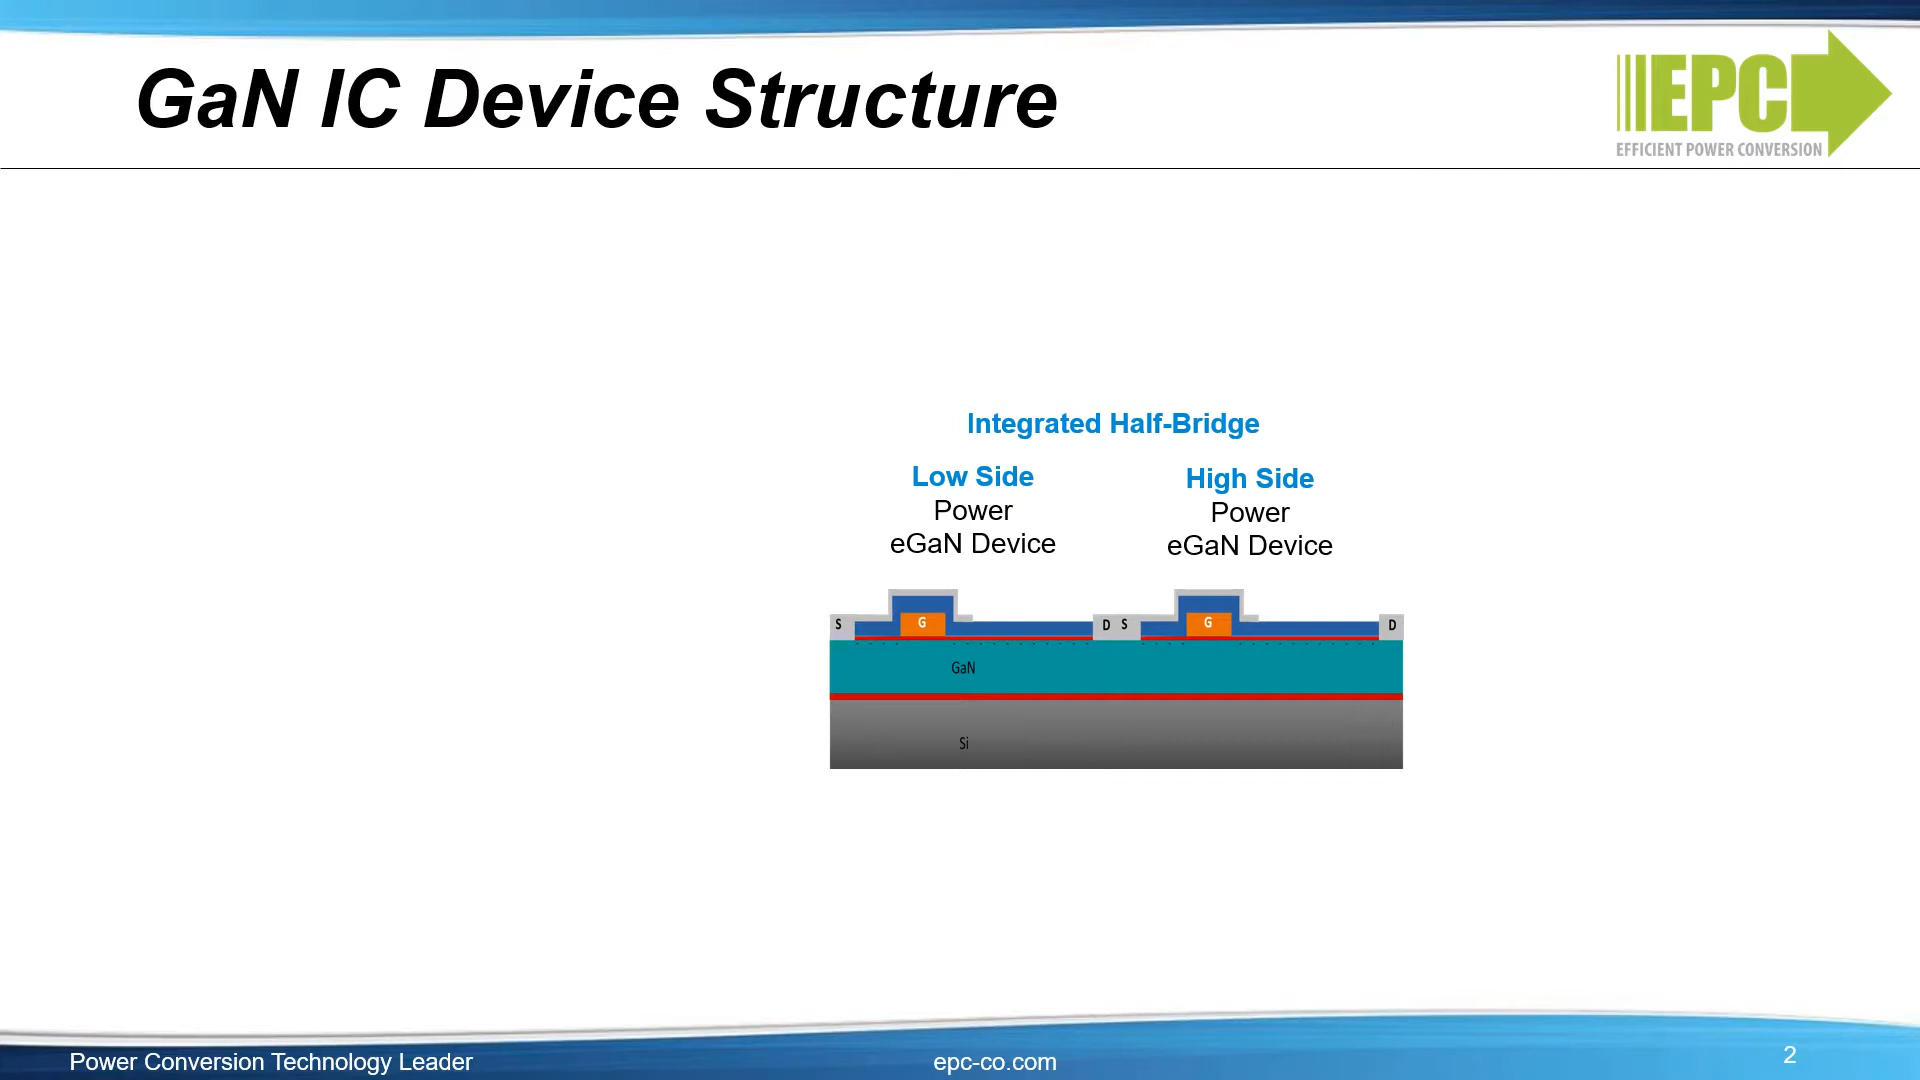 GaN IC Device Structure
EPC
EFFICIENT POWER CONVERSION
Integrated Half-Bridge
Low Side
Power
eGaN Device
High Side
Power
eGaN Device
S G D S G D
GaN
Si
Power Conversion Technology Leader
epc-co.com
2